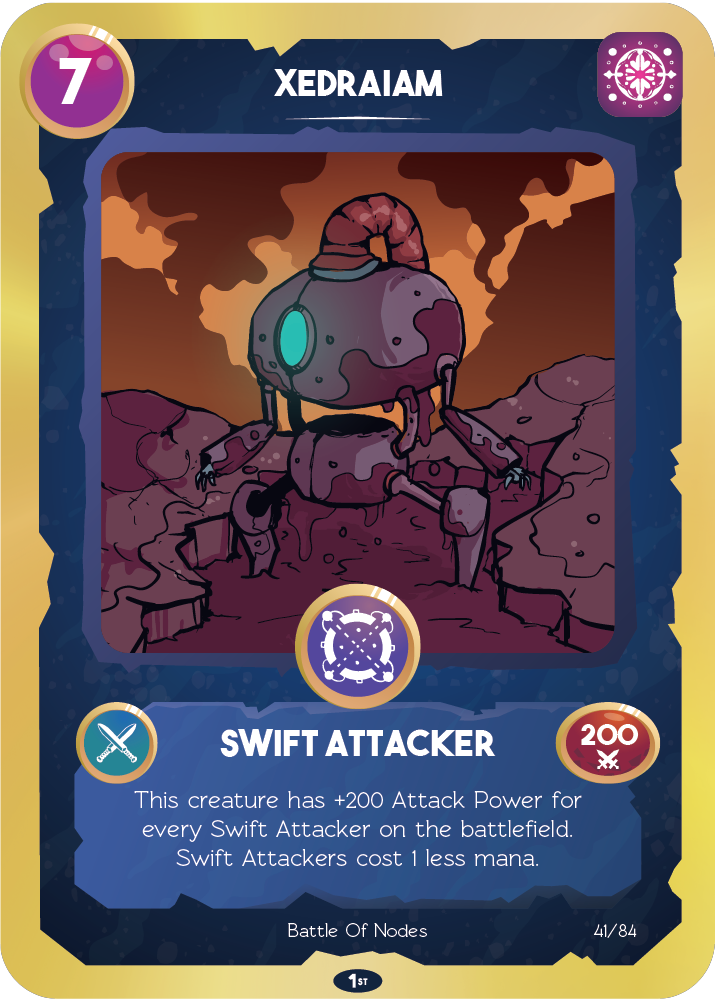 7
XEDRAIAM
SWIFT ATTACKER
200
This creature has +200 Attack Power for
every Swift Attacker on the battlefield.
Swift Attackers cost 1 less mana.
Battle Of Nodes
41/84
1ST